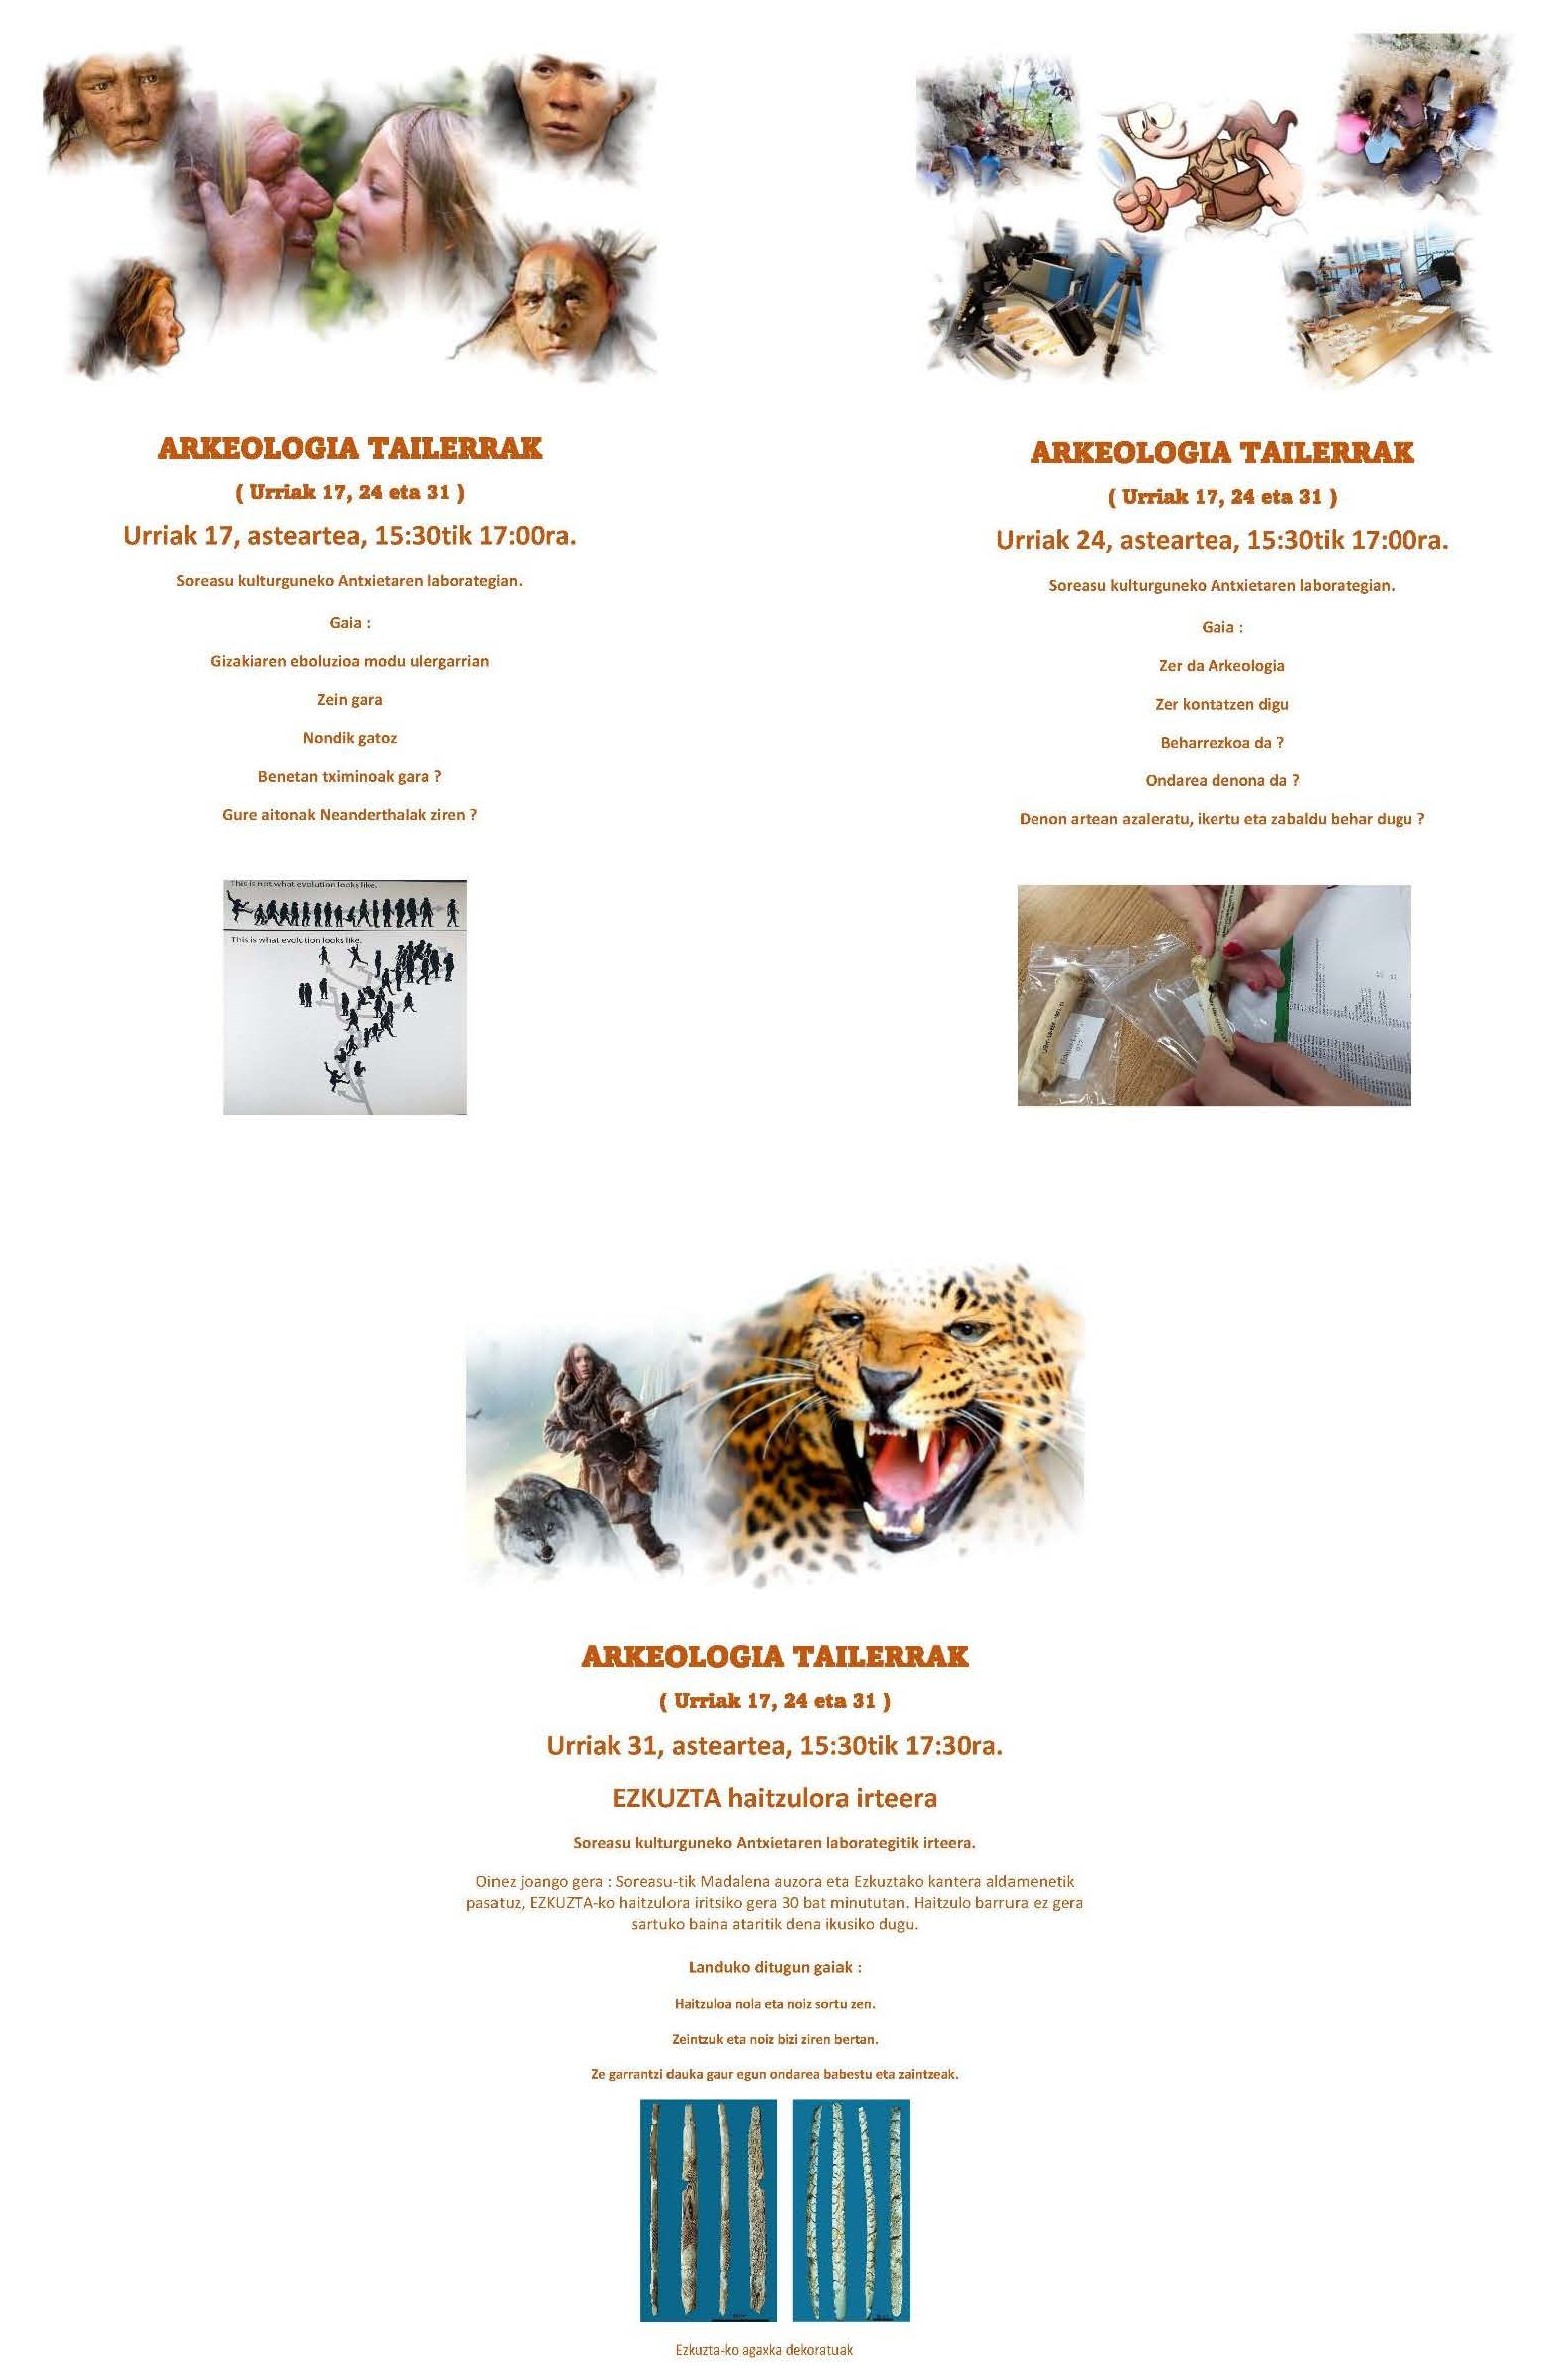 ARKEOLOGIA TAILERRAK
( Urriak 17, 24 eta 31 )
Urriak 17, asteartea, 15:30tik 17:00ra.
Soreasu kulturguneko Antxietaren laborategian.
Gaia :
Gizakiaren eboluzioa modu ulergarrian
Zein gara
Nondik gatoz
Benetan tximinoak gara ?
Gure aitonak Neanderthalak ziren ?
This is not what evolution looks like.
This is what evolution looks like.
ARKEOLOGIA TAILERRAK
( Urriak 17, 24 eta 31 )
Urriak 24, asteartea, 15:30tik 17:00ra.
Soreasu kulturguneko Antxietaren laborategian.
Gaia :
Zer da Arkeologia
Zer kontatzen digu
Beharrezkoa da ?
Ondarea denona da ?
Denon artean azaleratu, ikertu eta zabaldu behar dugu ?
ARKEOLOGIA TAILERRAK
( Urriak 17, 24 eta 31 )
Urriak 31, asteartea, 15:30tik 17:30ra.
EZKUZTA haitzulora irteera
Soreasu kulturguneko Antxietaren laborategitik irteera.
Oinez joango gera : Soreasu-tik Madalena auzora eta Ezkuztako kantera aldamenetik
pasatuz, EZKUZTA-ko haitzulora iritsiko gera 30 bat minututan. Haitzulo barrura ez gera
sartuko baina ataritik dena ikusiko dugu.
Landuko ditugun gaiak :
Haitzuloa nola eta noiz sortu zen.
Zeintzuk eta noiz bizi ziren bertan.
Ze garrantzi dauka gaur egun ondarea babestu eta zaintzeak.
Ezkuzta-ko agaxka dekoratuak